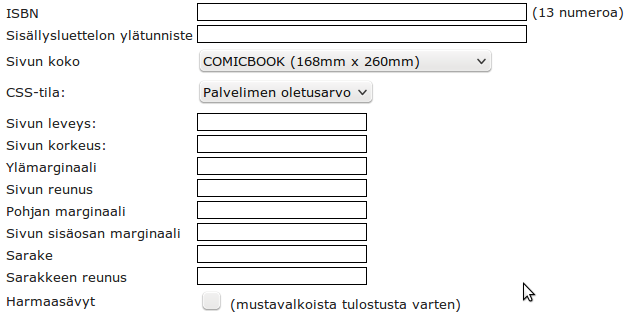 ISBN (13 numeroa)
Sisällysluettelon ylätunniste
Sivun koko COMICBOOK (168mm x 260mm)
CSS-tila: Palvelimen oletusarvo
Sivun leveys:
Sivun korkeus:
Ylämarginaali
Sivun reunus
Pohjan marginaali
Sivun sisäosan marginaali
Sarake
Sarakkeen reunus
Harmaasävyt (mustavalkoista tulostusta varten)